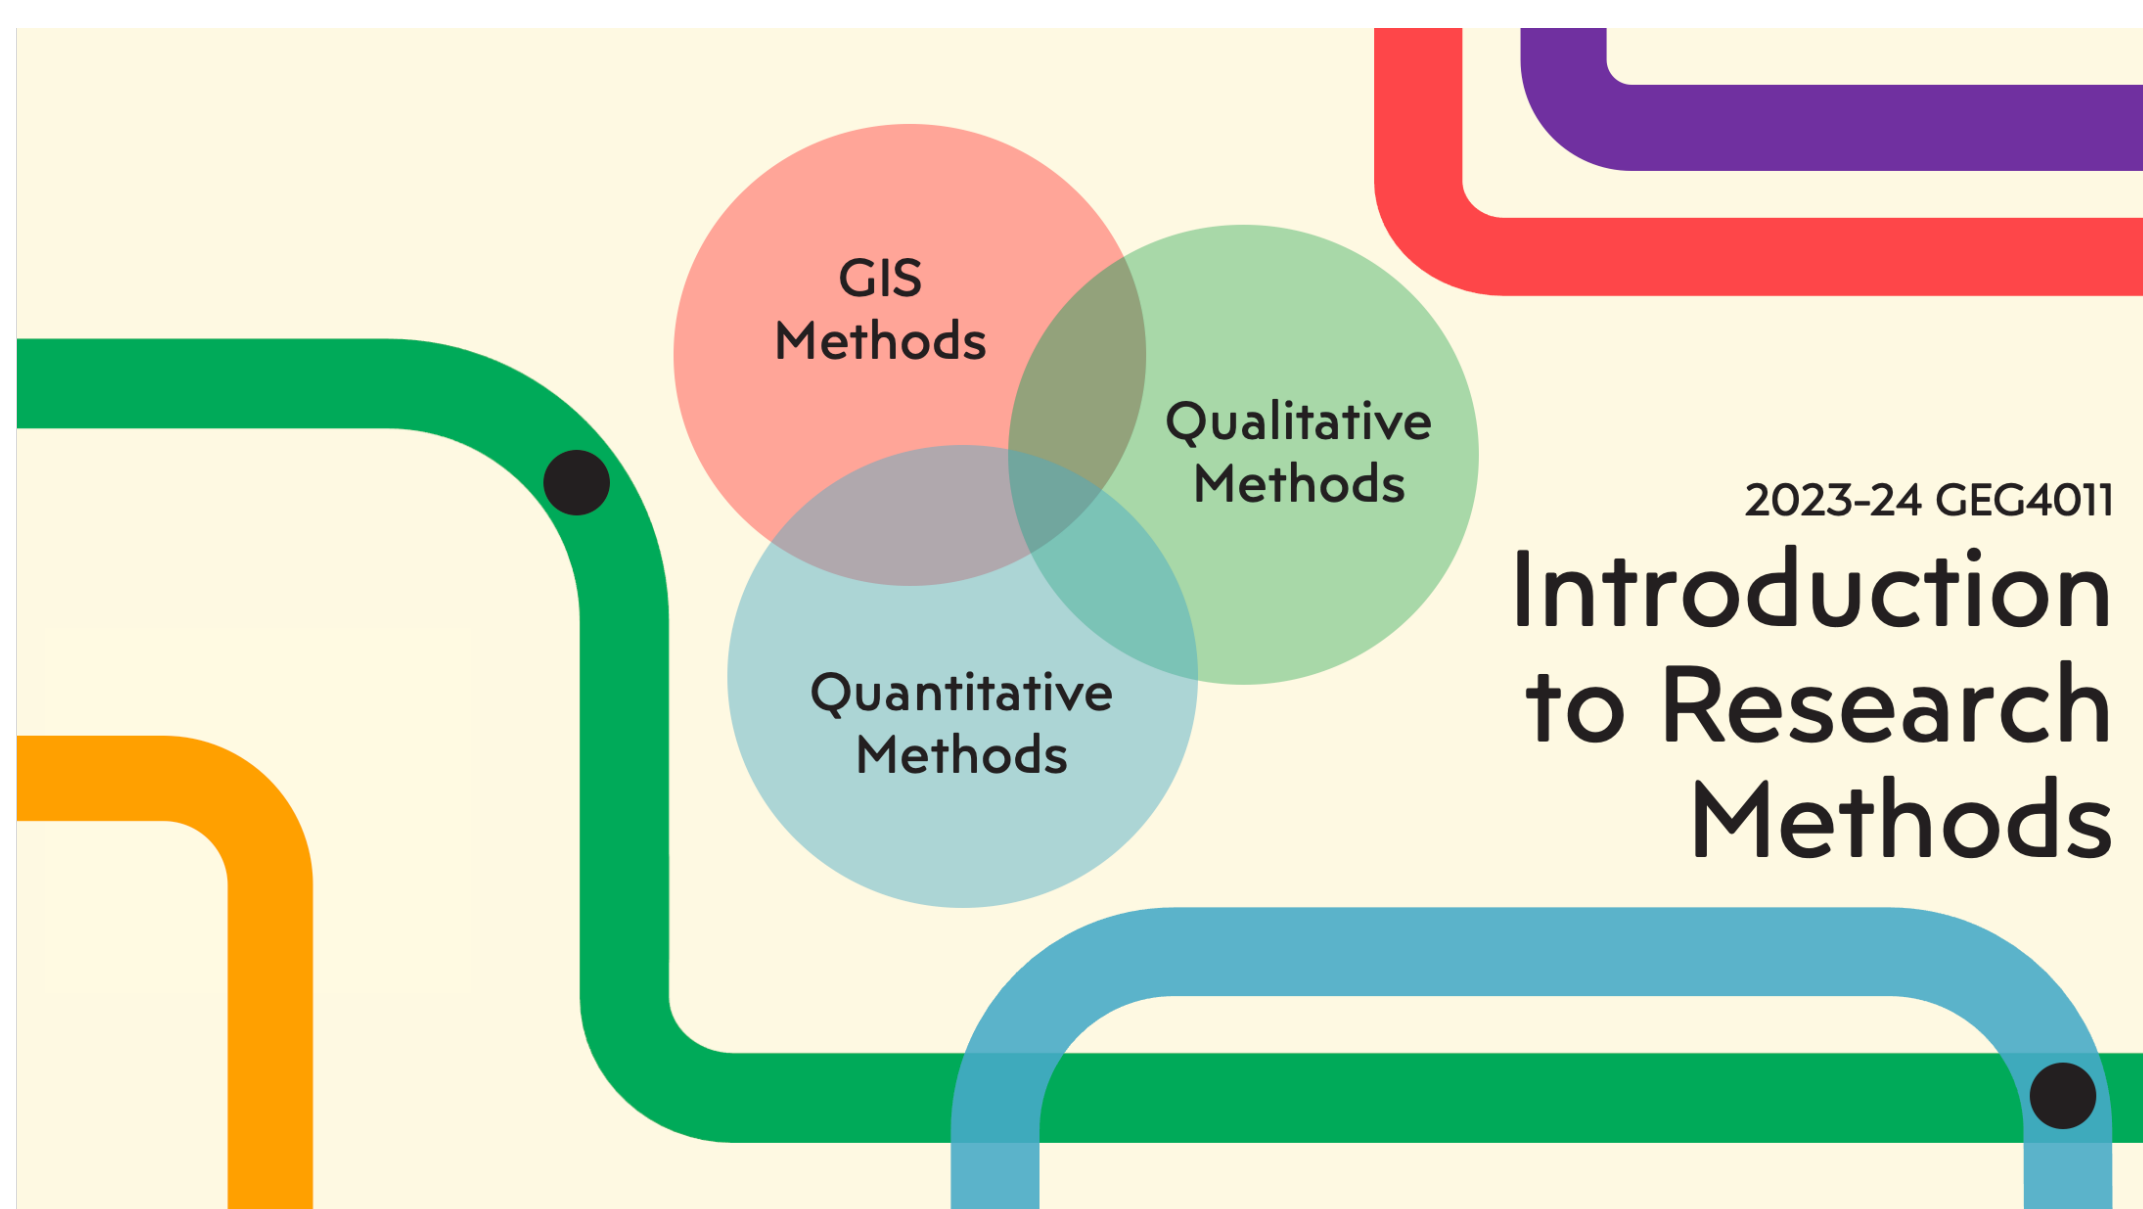 GIS
Methods
Qualitative
Methods
Quantitative
Methods
2023-24 GEG4011
Introduction
to Research
Methods